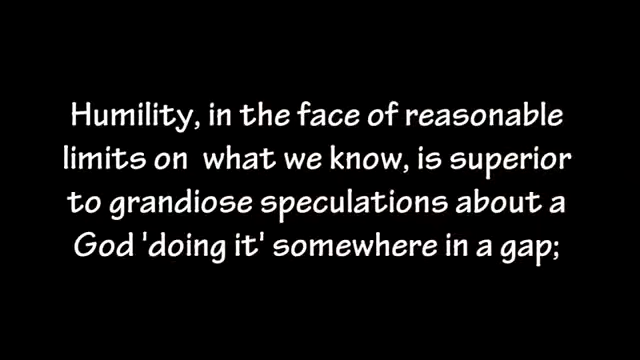 Humility, in the face of reasonable
limits on  what we know, is superior
to grandiose speculations about a
God 'doing it' somewhere in a gap;